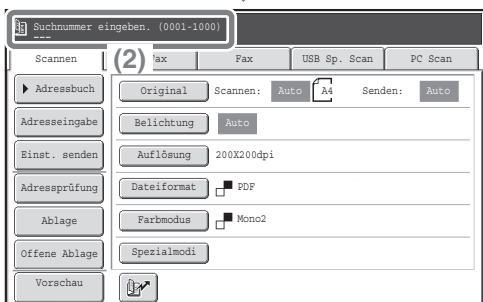 Suchnummer eingeben. (0001-1000)
---
Scannen (2) Fax Fax USB Sp. Scan PC Scan
Adressbuch Original Scannen: Auto A4 Senden: Auto
Adresseingabe Belichtung Auto
Einst. senden Auflösung 200X200dpi
Adressprüfung Dateiformat PDF
Ablage Farbmodus Mono2
Offene Ablage Spezialmodi
Vorschau